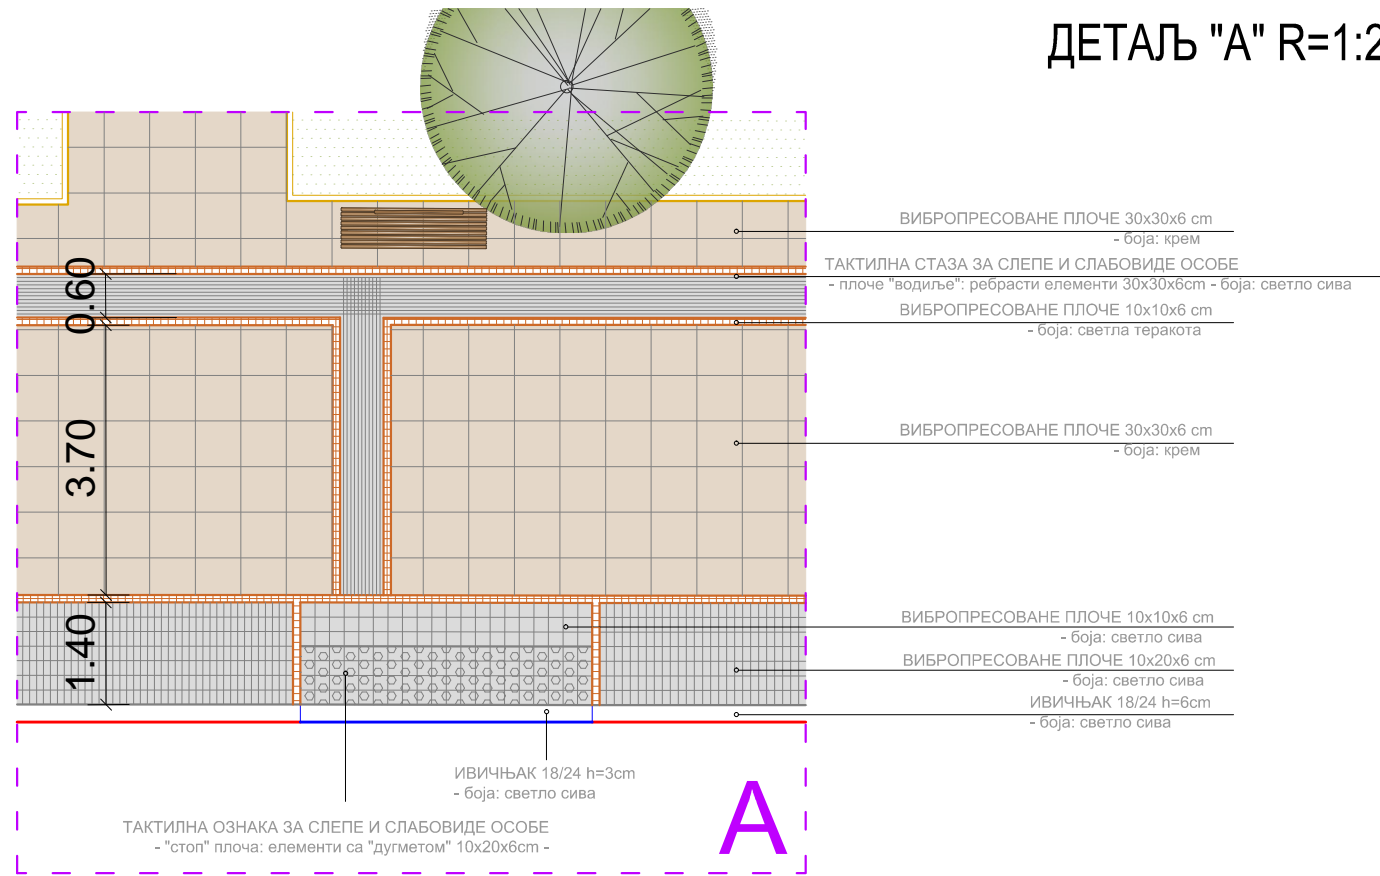 ДЕТАЉ "А" R=1:2
ВИБРОПРЕСОВАНЕ ПЛОЧЕ 30x30x6 cm
- боја: крем
ТАКТИЛНА СТАЗА ЗА СЛЕПЕ И СЛАБОВИДЕ ОСОБЕ
- плоче "водиље": ребрасти елементи 30x30x6cm - боја: светло сива
ВИБРОПРЕСОВАНЕ ПЛОЧЕ 10x10x6 cm
- боја: светла теракота
0.60
3.70
1.40
ВИБРОПРЕСОВАНЕ ПЛОЧЕ 30x30x6 cm
- боја: крем
ВИБРОПРЕСОВАНЕ ПЛОЧЕ 10x10x6 cm
- боја: светло сива
ВИБРОПРЕСОВАНЕ ПЛОЧЕ 10x20x6 cm
- боја: светло сива
ИВИЧЊАК 18/24 h=6cm
- боја: светло сива
ИВИЧЊАК 18/24 h=3cm
- боја: светло сива
ТАКТИЛНА ОЗНАКА ЗА СЛЕПЕ И СЛАБОВИДЕ ОСОБЕ
- "стоп" плоча: елементи са "дугметом" 10x20x6cm -
А